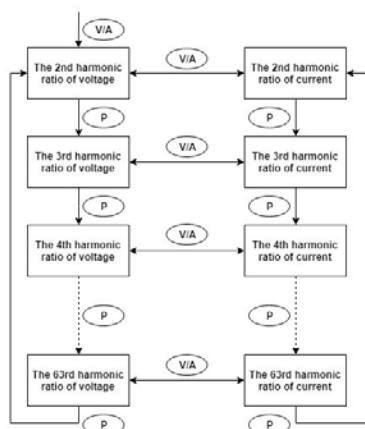 V/A
The 2nd harmonic
ratio of voltage
V/A
The 2nd harmonic
ratio of current
P
P
The 3rd harmonic
ratio of voltage
V/A
The 3rd harmonic
ratio of current
P
P
The 4th harmonic
ratio of voltage
V/A
The 4th harmonic
ratio of current
P
P
The 63rd harmonic
ratio of voltage
V/A
The 63rd harmonic
ratio of current
P
P